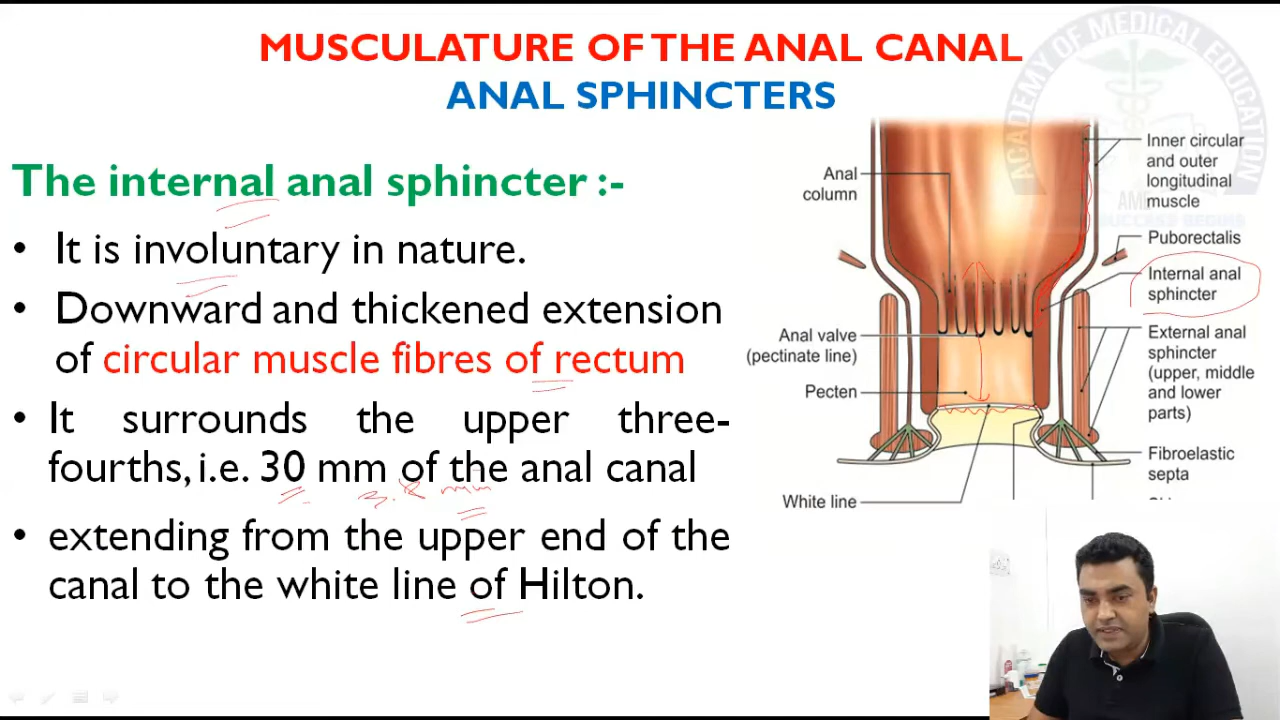 MUSCULATURE OF THE ANAL CANAL
ANAL SPHINCTERS
The internal anal sphincter :-
• It is involuntary in nature.
• Downward and thickened extension
of circular muscle fibres of rectum
• It surrounds the upper three-
fourths, i.e. 30 mm of the anal canal
• extending from the upper end of the
canal to the white line of Hilton.
Anal
column
Anal valve
(pectinate line)
Pecten
White line
Inner circular
and outer
longitudinal
muscle
Puborectalis
Internal anal
sphincter
External anal
sphincter
(upper, middle
and lower
parts)
Fibroelastic
septa
ACADEMY OF MEDICAL EDUCATION